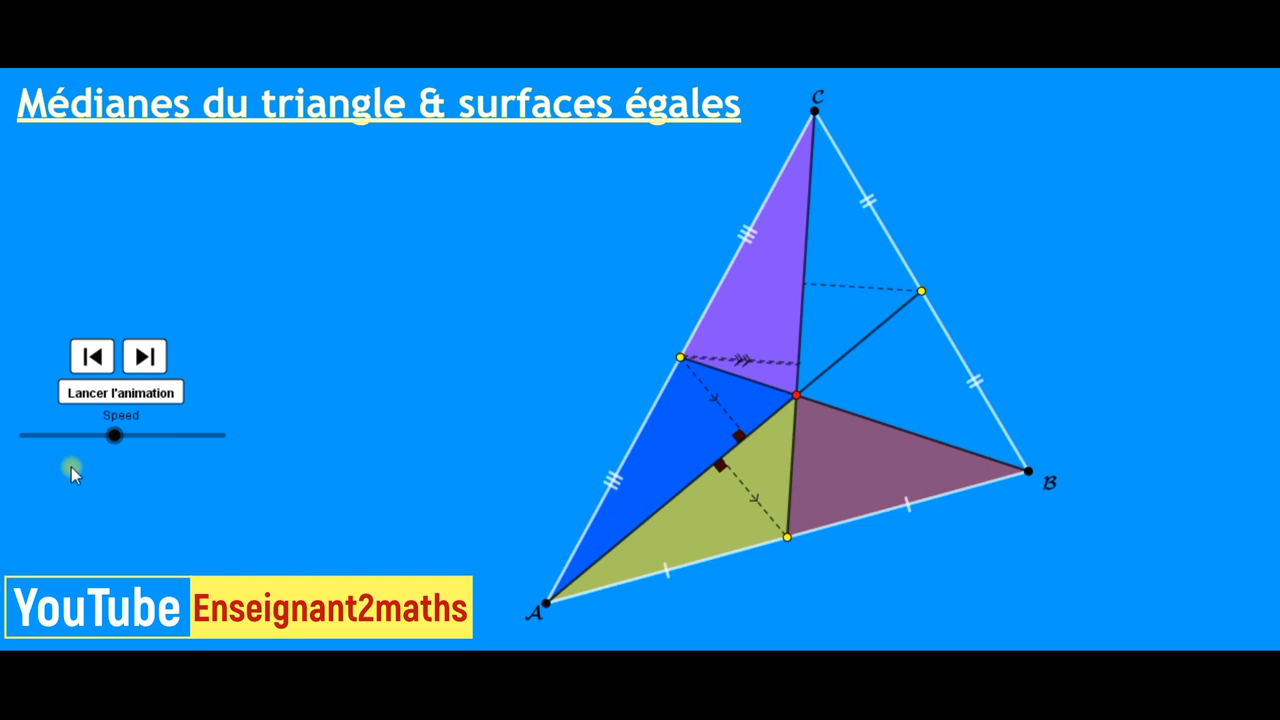 Médianes du triangle & surfaces égales
C
Lancer l'animation
Speed
B
A
YouTube Enseignant2maths